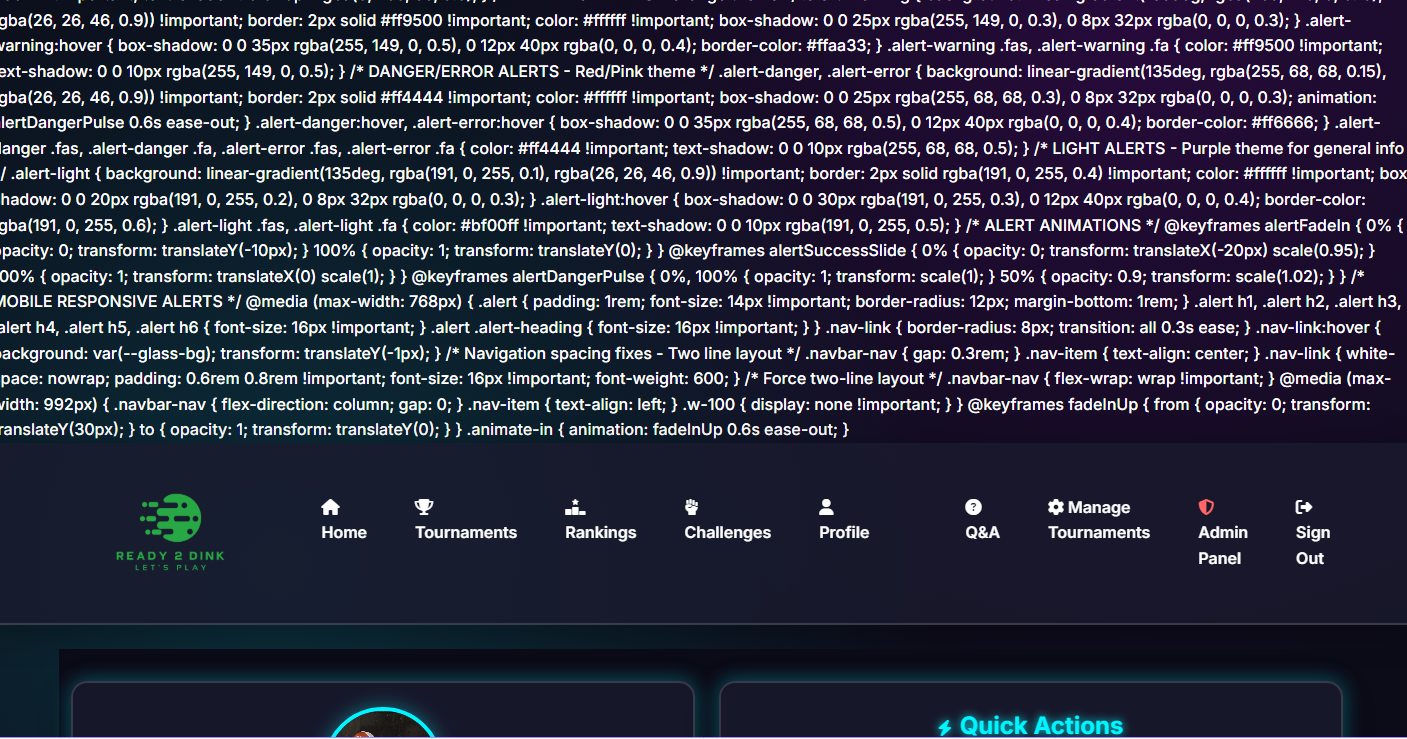 rgba(26, 26, 46, 0.9)) !important; border: 2px solid #ff9500 !important; color: #ffffff !important; box-shadow: 0 0 25px rgba(255, 149, 0, 0.3), 0 8px 32px rgba(0, 0, 0, 0.3); } .alert-
warning:hover { box-shadow: 0 0 35px rgba(255, 149, 0, 0.5), 0 12px 40px rgba(0, 0, 0, 0.4); border-color: #ffaa33; } .alert-warning .fas, .alert-warning .fa { color: #ff9500 !important;
text-shadow: 0 0 10px rgba(255, 149, 0, 0.5); } /* DANGER/ERROR ALERTS - Red/Pink theme */ .alert-danger, .alert-error { background: linear-gradient(135deg, rgba(255, 68, 68, 0.15),
rgba(26, 26, 46, 0.9)) !important; border: 2px solid #ff4444 !important; color: #ffffff !important; box-shadow: 0 0 25px rgba(255, 68, 68, 0.3), 0 8px 32px rgba(0, 0, 0, 0.3); animation:
alertDangerPulse 0.6s ease-out; } .alert-danger:hover, .alert-error:hover { box-shadow: 0 0 35px rgba(255, 68, 68, 0.5), 0 12px 40px rgba(0, 0, 0, 0.4); border-color: #ff6666; } .alert-
danger .fas, .alert-danger .fa, .alert-error .fas, .alert-error .fa { color: #ff4444 !important; text-shadow: 0 0 10px rgba(255, 68, 68, 0.5); } /* LIGHT ALERTS - Purple theme for general info
*/ .alert-light { background: linear-gradient(135deg, rgba(191, 0, 255, 0.1), rgba(26, 26, 46, 0.9)) !important; border: 2px solid rgba(191, 0, 255, 0.4) !important; color: #ffffff !important; box-
shadow: 0 0 20px rgba(191, 0, 255, 0.2), 0 8px 32px rgba(0, 0, 0, 0.3); } .alert-light:hover { box-shadow: 0 0 30px rgba(191, 0, 255, 0.3), 0 12px 40px rgba(0, 0, 0, 0.4); border-color:
rgba(191, 0, 255, 0.6); } .alert-light .fas, .alert-light .fa { color: #bf00ff !important; text-shadow: 0 0 10px rgba(191, 0, 255, 0.5); } /* ALERT ANIMATIONS */ @keyframes alertFadeIn { 0% {
opacity: 0; transform: translateY(-10px); } 100% { opacity: 1; transform: translateY(0); } } @keyframes alertSuccessSlide { 0% { opacity: 0; transform: translateX(-20px) scale(0.95); }
100% { opacity: 1; transform: translateX(0) scale(1); } } @keyframes alertDangerPulse { 0%, 100% { opacity: 1; transform: scale(1); } 50% { opacity: 0.9; transform: scale(1.02); } } /*
MOBILE RESPONSIVE ALERTS */ @media (max-width: 768px) { .alert { padding: 1rem; font-size: 14px !important; border-radius: 12px; margin-bottom: 1rem; } .alert h1, .alert h2, .alert h3,
.alert h4, .alert h5, .alert h6 { font-size: 16px !important; } .alert .alert-heading { font-size: 16px !important; } } .nav-link { border-radius: 8px; transition: all 0.3s ease; } .nav-link:hover {
background: var(--glass-bg); transform: translateY(-1px); } /* Navigation spacing fixes - Two line layout */ .navbar-nav { gap: 0.3rem; } .nav-item { text-align: center; } .nav-link { white-
space: nowrap; padding: 0.6rem 0.8rem !important; font-size: 16px !important; font-weight: 600; } /* Force two-line layout */ .navbar-nav { flex-wrap: wrap !important; } @media (max-
width: 992px) { .navbar-nav { flex-direction: column; gap: 0; } .nav-item { text-align: left; } .w-100 { display: none !important; } } @keyframes fadeInUp { from { opacity: 0; transform:
translateY(30px); } to { opacity: 1; transform: translateY(0); } } .animate-in { animation: fadeInUp 0.6s ease-out; }
READY 2 DINK
LET'S PLAY
Home
Tournaments
Rankings
Challenges
Profile
Q&A
Manage
Tournaments
Admin
Panel
Sign
Out
Quick Actions